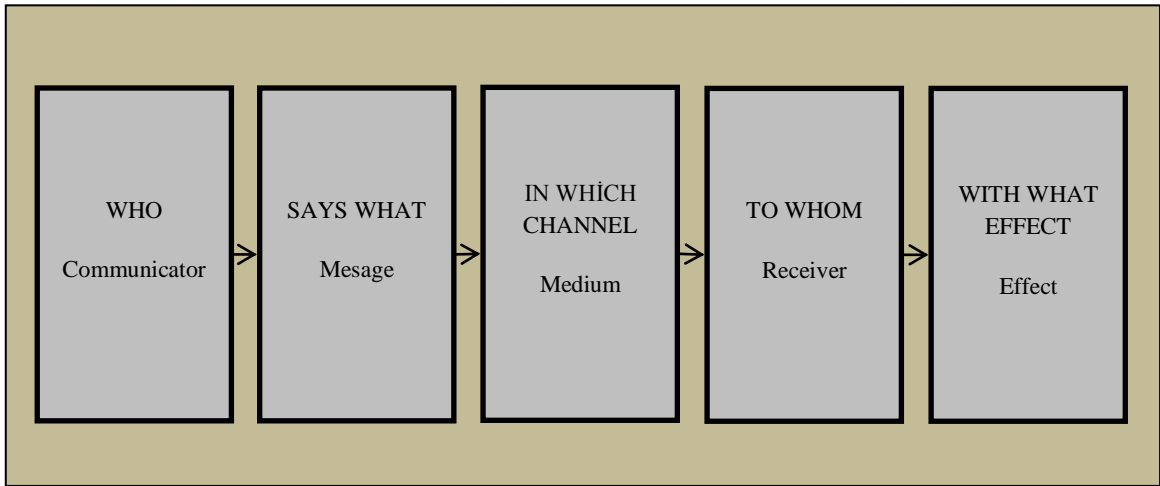 WHO
Communicator
SAYS WHAT
Mesage
IN WHİCH
CHANNEL
Medium
TO WHOM
Receiver
WITH WHAT
EFFECT
Effect